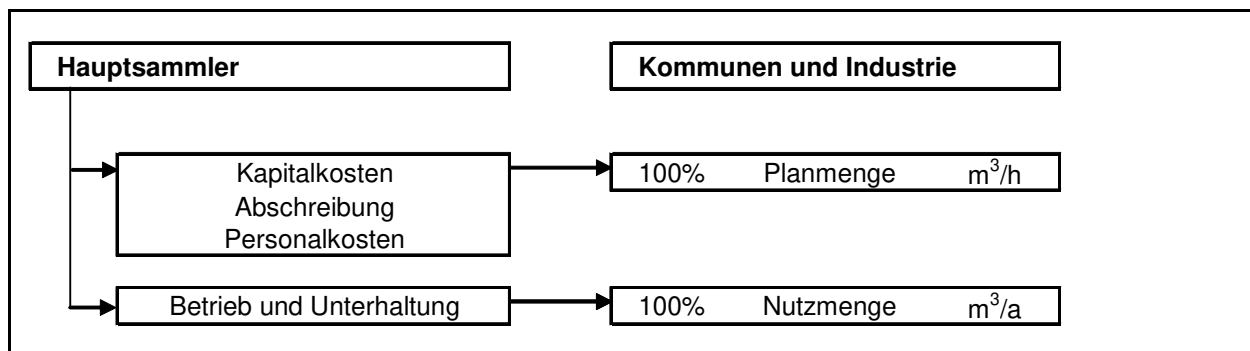 Hauptsammler Kommunen und Industrie
Kapitalkosten 100% Planmenge m³/h
Abschreibung
Personalkosten
Betrieb und Unterhaltung 100% Nutzmenge m³/a